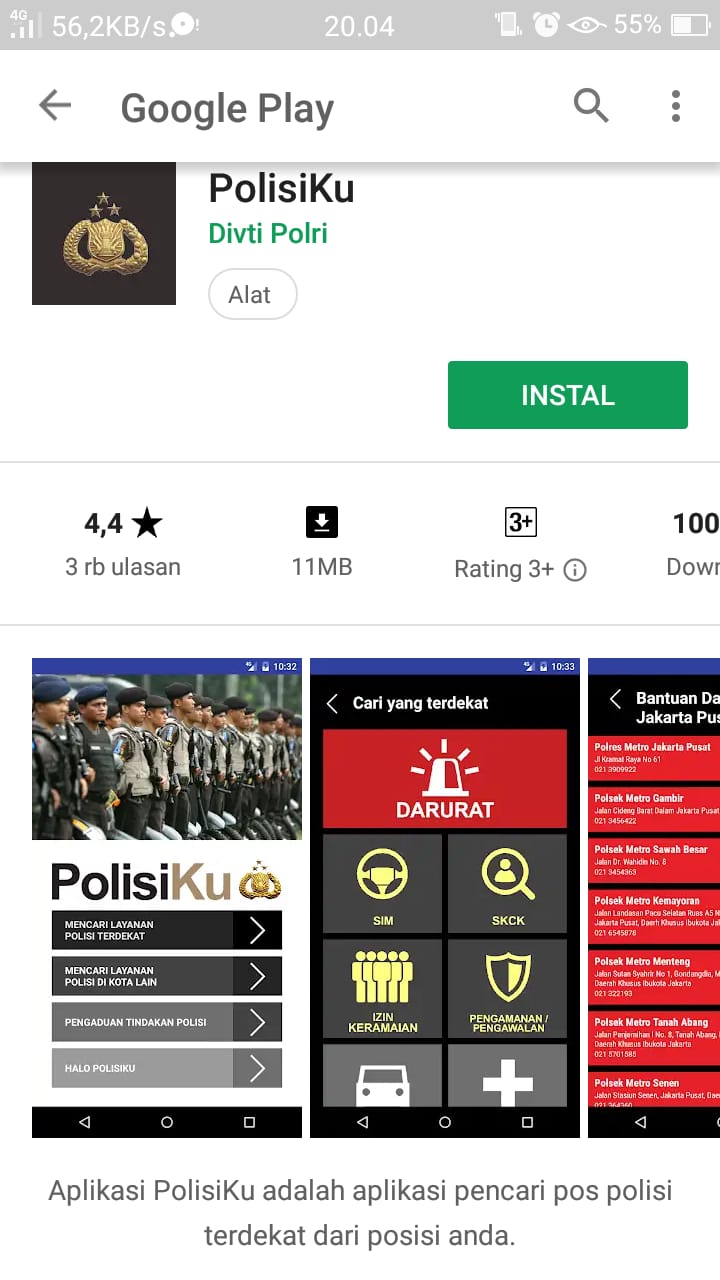 4G
56,2KB/s
20.04
55%
Google Play
PolisiKu
Divti Polri
Alat
INSTAL
4,4
3+
100
3 rb ulasan
11MB
Rating 3+
Down
10:32
PolisiKu
MENCARI LAYANAN
POLISI TERDEKAT
MENCARI LAYANAN
POLISI DI KOTA LAIN
PENGADUAN TINDAKAN POLISI
HALO POLISIKU
10:33
Cari yang terdekat
DARURAT
SIM
SKCK
IZIN
KERAMAIAN
PENGAMANAN /
PENGAWALAN
Bantuan Da
Jakarta Pus
Polres Metro Jakarta Pusat
Jl Kramat Raya No 61
021 3909922
Polsek Metro Gambir
Jalan Cideng Barat Dalam Jakarta Pusat
021 3456422
Polsek Metro Sawah Besar
Jalan Dr. Wahidin No. 8
021 3454363
Polsek Metro Kemayoran
Jalan Landasan Pacu Selatan Ruas A5 N
Jakarta Pusat, Daerh Khusus Ibukota Jak
021 6545878
Polsek Metro Menteng
Jalan Sutan Syahrir No 1, Gondangdia, M
Daerah Khusus Ibukota Jakarta
021 322193
Polsek Metro Tanah Abang
Jalan Penjernihan I No. 8, Tanah Abang,
Daerah Khusus Ibukota Jakarta
021 5701585
Polsek Metro Senen
Jalan Stasiun Senen, Jakarta Pusat, Dae
Aplikasi PolisiKu adalah aplikasi pencari pos polisi
terdekat dari posisi anda.